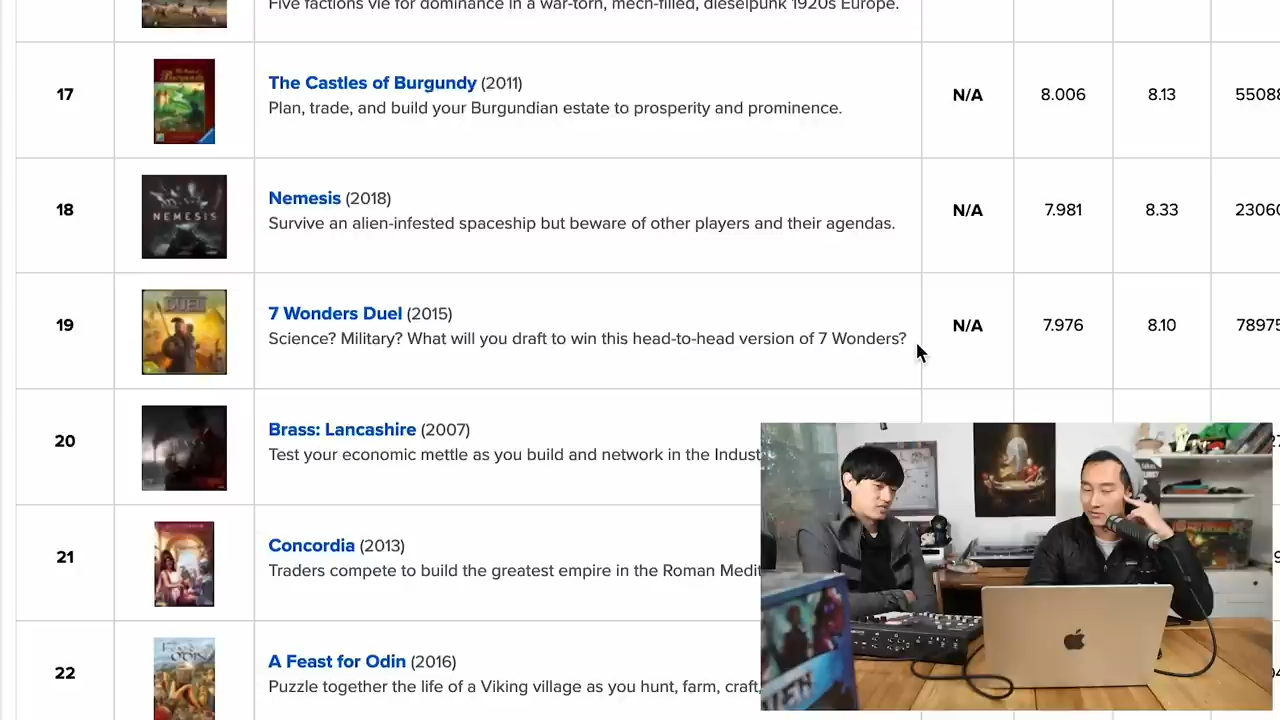 Five factions vie for dominance in a war-torn, mech-filled, dieselpunk 1920s Europe.
17
The Castles of Burgundy (2011)
Plan, trade, and build your Burgundian estate to prosperity and prominence.
N/A
8.006
8.13
55088
18
NEMESIS
Nemesis (2018)
Survive an alien-infested spaceship but beware of other players and their agendas.
N/A
7.981
8.33
23060
19
DUEL
7 Wonders Duel (2015)
Science? Military? What will you draft to win this head-to-head version of 7 Wonders?
N/A
7.976
8.10
78975
20
Brass: Lancashire (2007)
Test your economic mettle as you build and network in the Indust
21
Concordia (2013)
Traders compete to build the greatest empire in the Roman Medit
22
ODIN
A Feast for Odin (2016)
Puzzle together the life of a Viking village as you hunt, farm, craft,